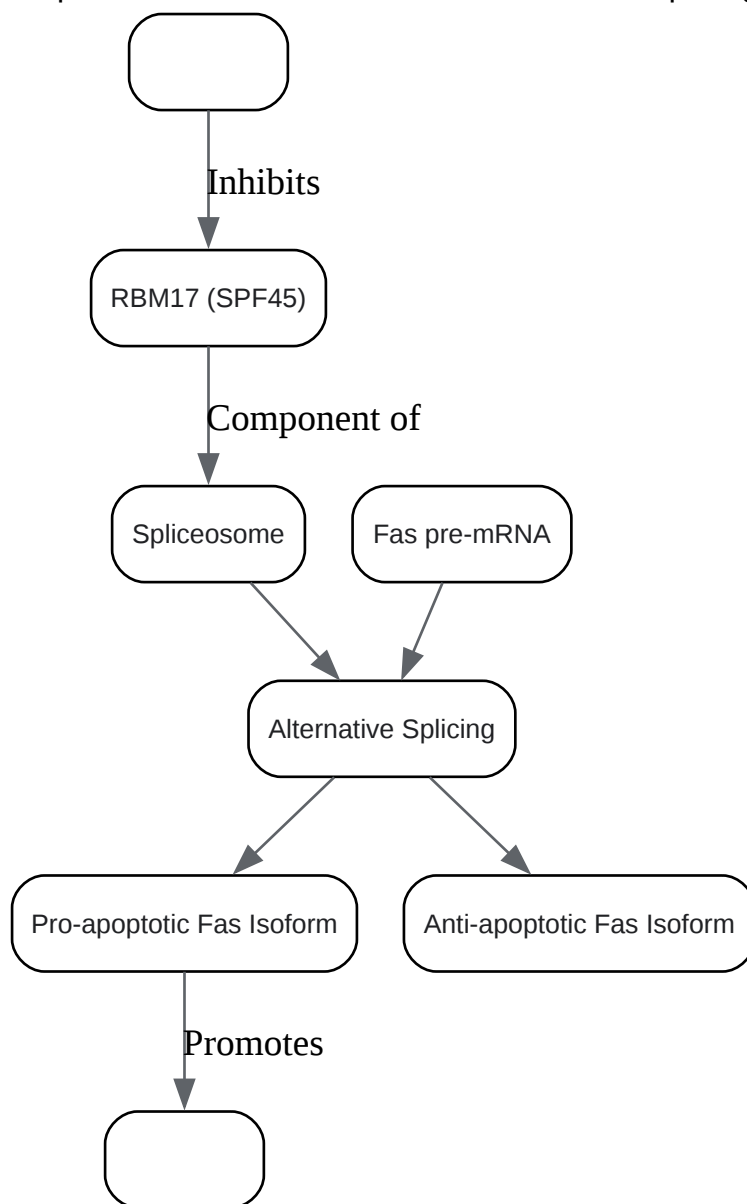 Inhibits
RBM17 (SPF45)
Component of
Spliceosome
Fas pre-mRNA
Alternative Splicing
Pro-apoptotic Fas Isoform
Anti-apoptotic Fas Isoform
Promotes